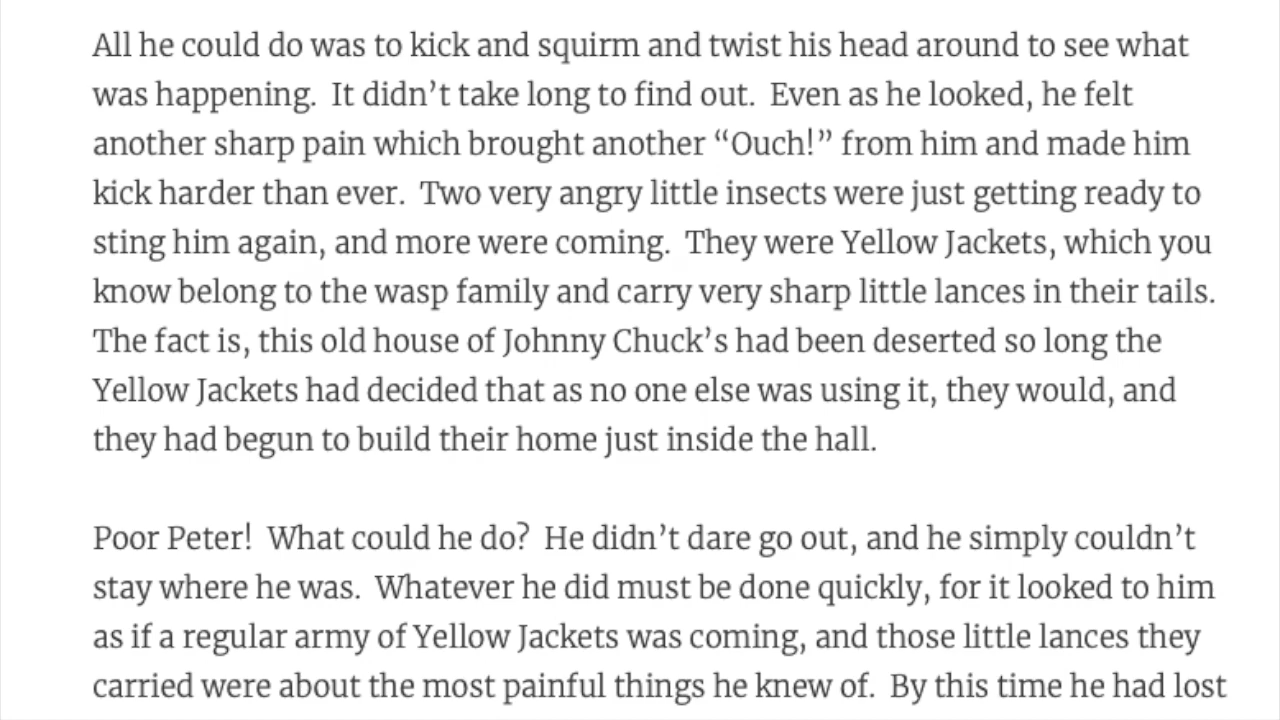 All he could do was to kick and squirm and twist his head around to see what
was happening.  It didn’t take long to find out.  Even as he looked, he felt
another sharp pain which brought another “Ouch!” from him and made him
kick harder than ever.  Two very angry little insects were just getting ready to
sting him again, and more were coming.  They were Yellow Jackets, which you
know belong to the wasp family and carry very sharp little lances in their tails.
The fact is, this old house of Johnny Chuck’s had been deserted so long the
Yellow Jackets had decided that as no one else was using it, they would, and
they had begun to build their home just inside the hall.
Poor Peter!  What could he do?  He didn’t dare go out, and he simply couldn’t
stay where he was.  Whatever he did must be done quickly, for it looked to him
as if a regular army of Yellow Jackets was coming, and those little lances they
carried were about the most painful things he knew of.  By this time he had lost